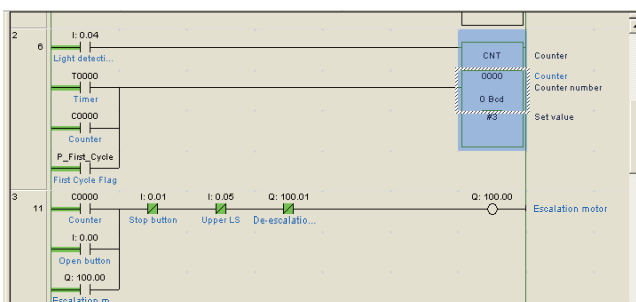 2
6
I: 0.04
Light detecti...
T0000
Timer
C0000
Counter
P_First_Cycle
First Cycle Flag
CNT
Counter
0000
Counter
Counter number
0 Bcd
#3
Set value
3
11
C0000
I: 0.01
I: 0.05
Q: 100.01
Q: 100.00
Counter
Stop button
Upper LS
De-escalatio...
Escalation motor
I: 0.00
Open button
Q: 100.00
Escalation m...